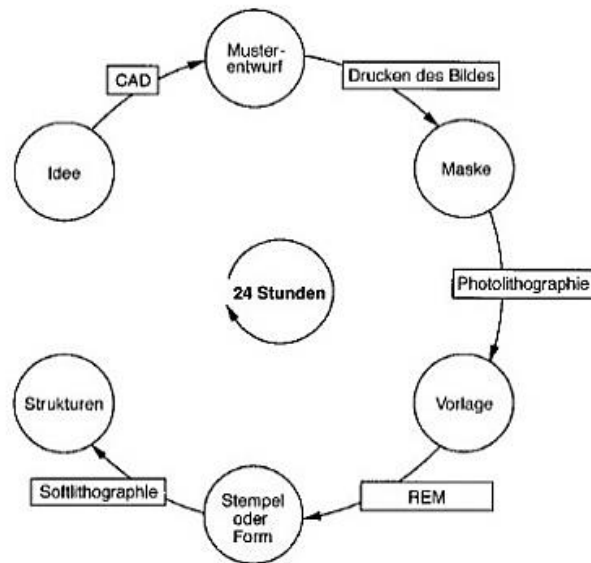 Muster-
entwurf
CAD
Drucken des Bildes
Idee
Maske
24 Stunden
Photolithographie
Strukturen
Vorlage
Softlithographie
REM
Stempel
oder
Form